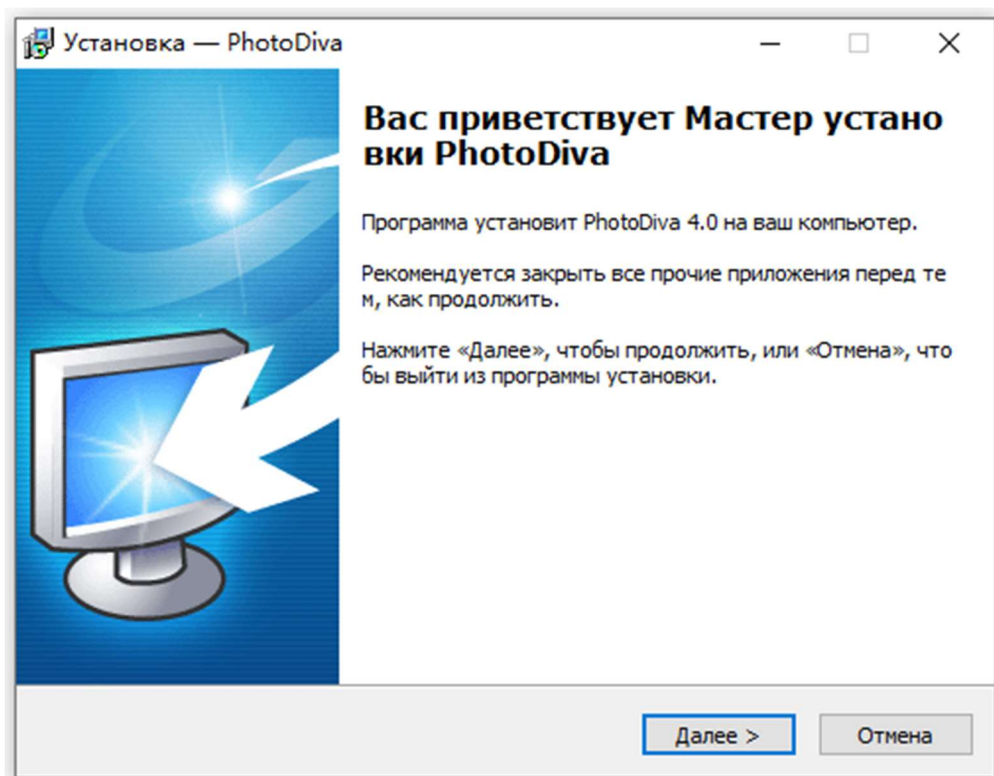 Установка — PhotoDiva
Вас приветствует Мастер устано
вки PhotoDiva
Программа установит PhotoDiva 4.0 на ваш компьютер.
Рекомендуется закрыть все прочие приложения перед те
м, как продолжить.
Нажмите «Далее», чтобы продолжить, или «Отмена», что
бы выйти из программы установки.
Далее >
Отмена